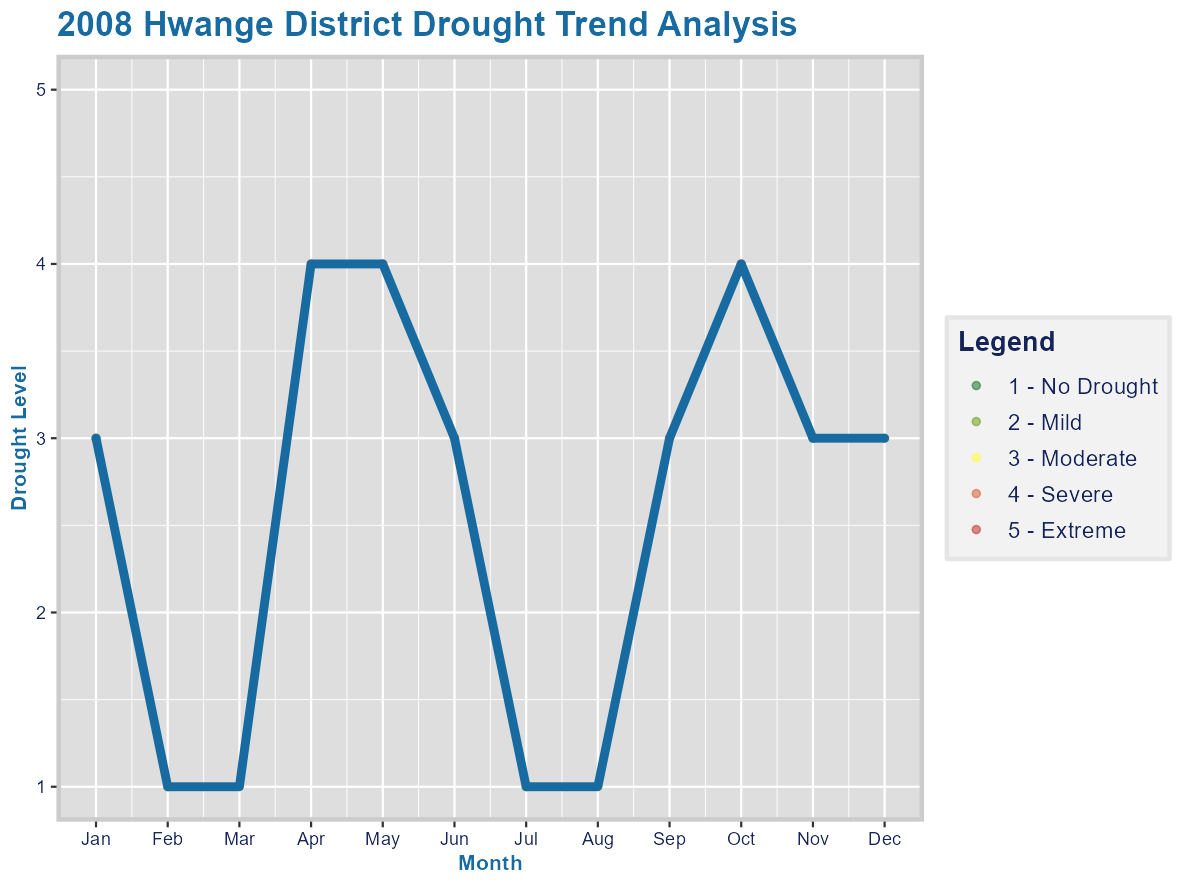 2008 Hwange District Drought Trend Analysis
Drought Level
5
4
3
2
1
Jan Feb Mar Apr May Jun Jul Aug Sep Oct Nov Dec
Month
Legend
1 - No Drought
2 - Mild
3 - Moderate
4 - Severe
5 - Extreme